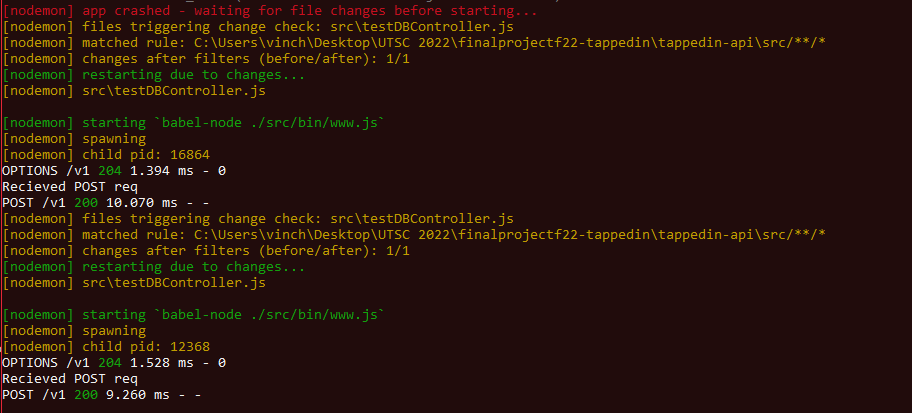 [nodemon] app crashed - waiting for file changes before starting...
[nodemon] files triggering change check: src\testDBController.js
[nodemon] matched rule: C:\Users\vinch\Desktop\UTSC 2022\finalprojectf22-tappedin\tappedin-api\src/**/*
[nodemon] changes after filters (before/after): 1/1
[nodemon] restarting due to changes...
[nodemon] src\testDBController.js
[nodemon] starting `babel-node ./src/bin/www.js`
[nodemon] spawning
[nodemon] child pid: 16864
OPTIONS /v1 204 1.394 ms - 0
Recieved POST req
POST /v1 200 10.070 ms - -
[nodemon] files triggering change check: src\testDBController.js
[nodemon] matched rule: C:\Users\vinch\Desktop\UTSC 2022\finalprojectf22-tappedin\tappedin-api\src/**/*
[nodemon] changes after filters (before/after): 1/1
[nodemon] restarting due to changes...
[nodemon] src\testDBController.js
[nodemon] starting `babel-node ./src/bin/www.js`
[nodemon] spawning
[nodemon] child pid: 12368
OPTIONS /v1 204 1.528 ms - 0
Recieved POST req
POST /v1 200 9.260 ms - -